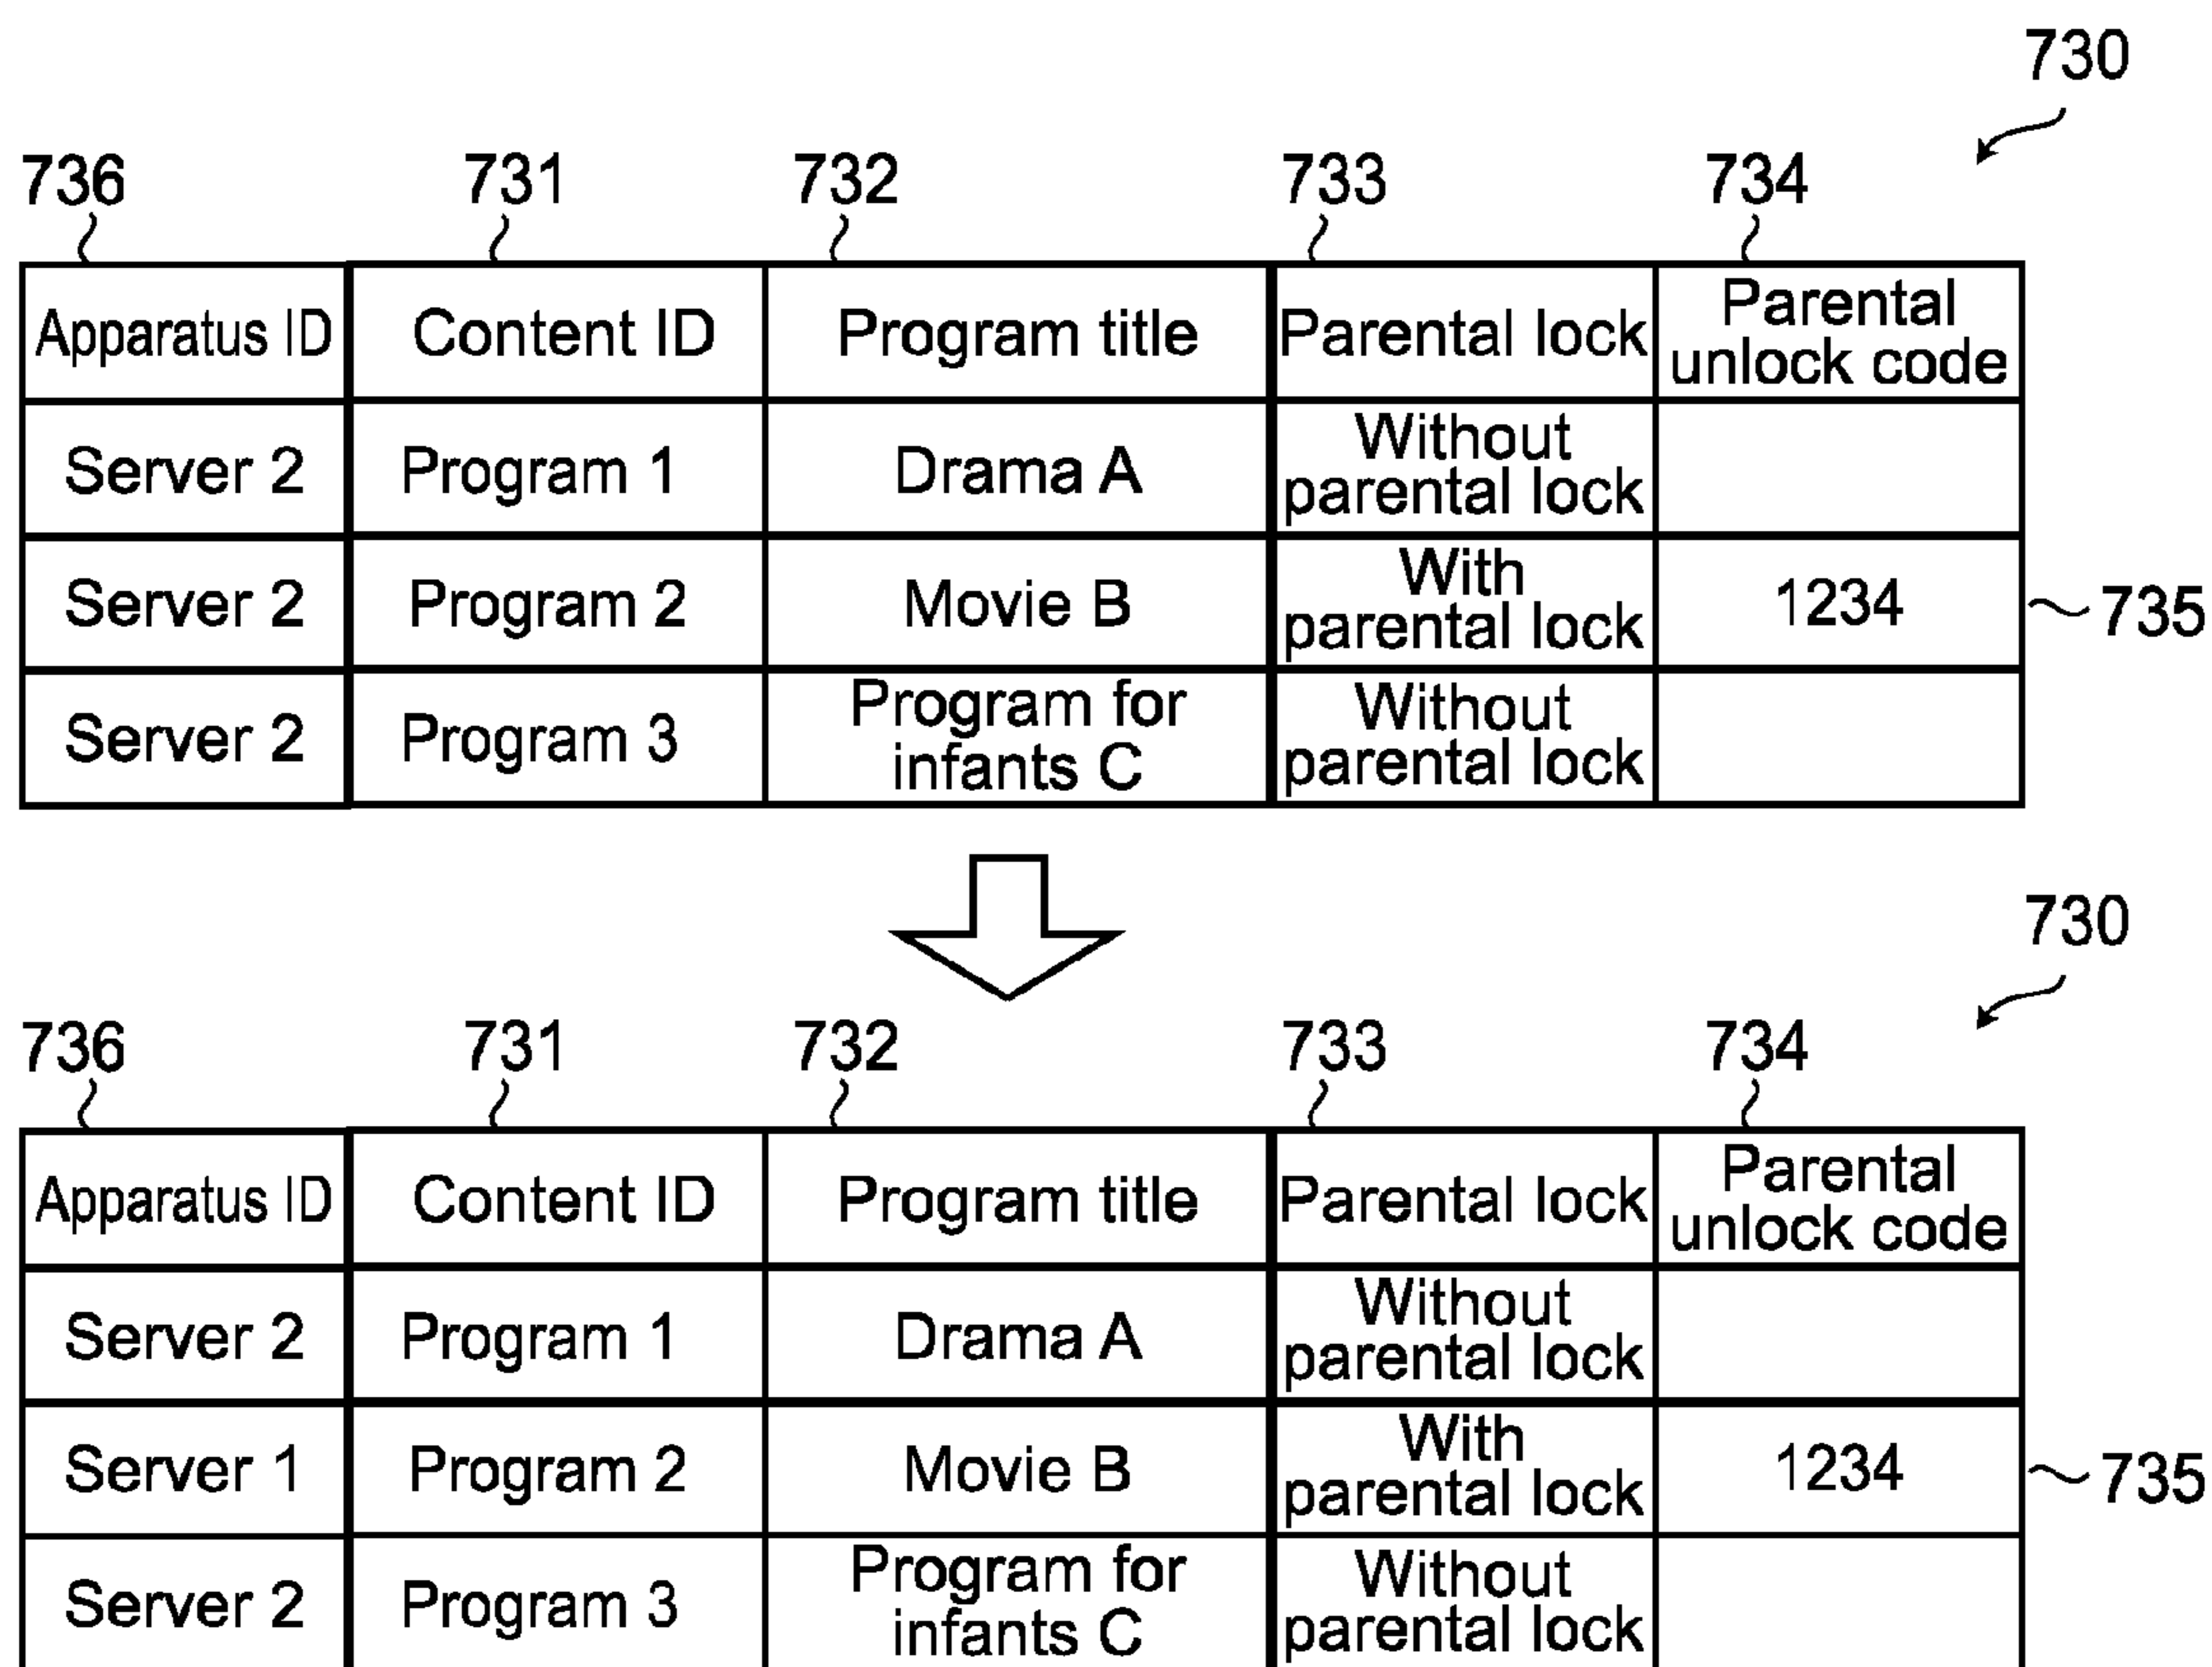 730
736 731 732 733 734
Apparatus ID Content ID Program title Parental lock Parental unlock code
Server 2 Program 1 Drama A Without parental lock
Server 2 Program 2 Movie B With parental lock 1234 735
Server 2 Program 3 Program for infants C Without parental lock
730
736 731 732 733 734
Apparatus ID Content ID Program title Parental lock Parental unlock code
Server 2 Program 1 Drama A Without parental lock
Server 1 Program 2 Movie B With parental lock 1234 735
Server 2 Program 3 Program for infants C Without parental lock